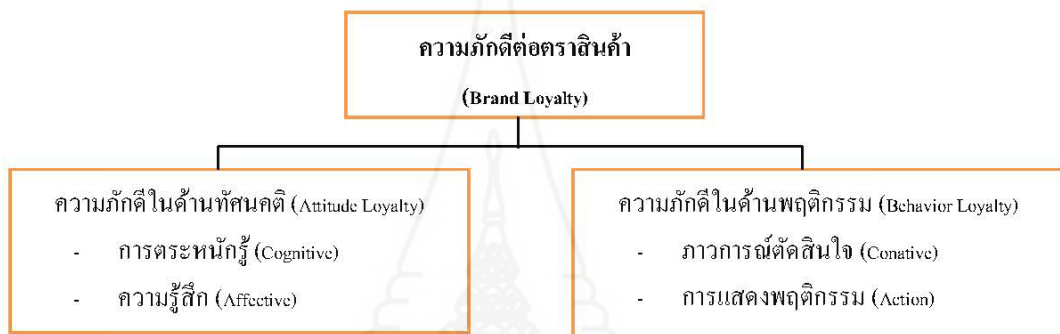 ความภักดีต่อตราสินค้า
(Brand Loyalty)
ความภักดีในด้านทัศนคติ (Attitude Loyalty)
- การตระหนักรู้ (Cognitive)
- ความรู้สึก (Affective)
ความภักดีในด้านพฤติกรรม (Behavior Loyalty)
- ภาวการณ์ตัดสินใจ (Conative)
- การแสดงพฤติกรรม (Action)